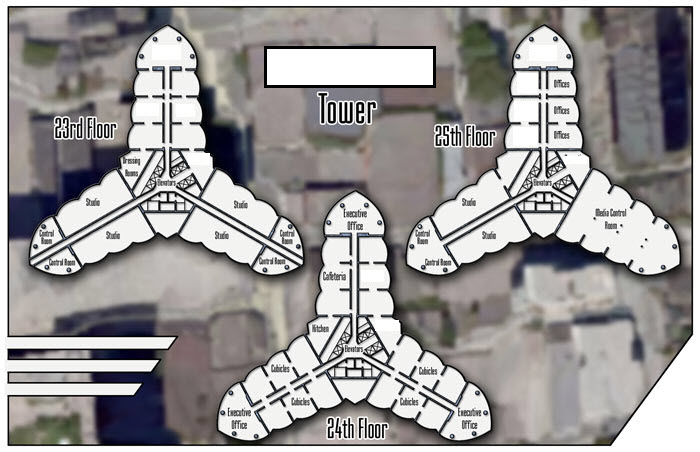 Tower
23rd Floor
Dressing
Rooms
Elevators
Studio
Studio
Studio
Studio
Control
Room
Control Room
Control
Room
Control Room
25th Floor
Offices
Offices
Offices
Elevators
Studio
Studio
Control
Room
Control Room
Media Control
Room
Executive
Office
Cafeteria
Kitchen
Elevators
Cubicles
Cubicles
Cubicles
Cubicles
Executive
Office
Executive
Office
24th Floor